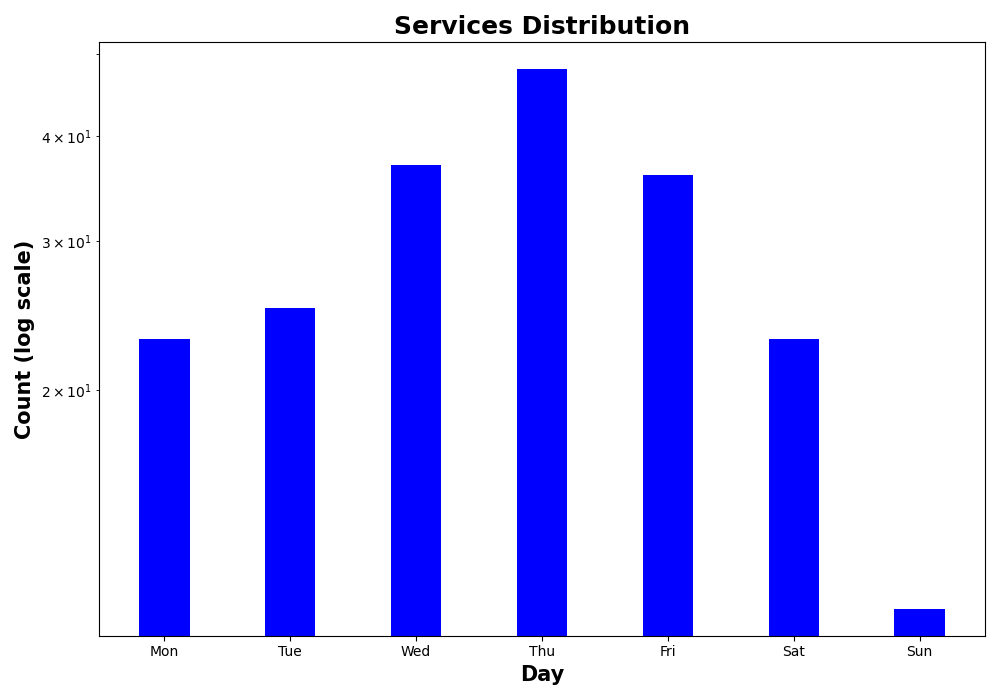 Services Distribution
Count (log scale)
4 × 10¹
3 × 10¹
2 × 10¹
Mon Tue Wed Thu Fri Sat Sun
Day